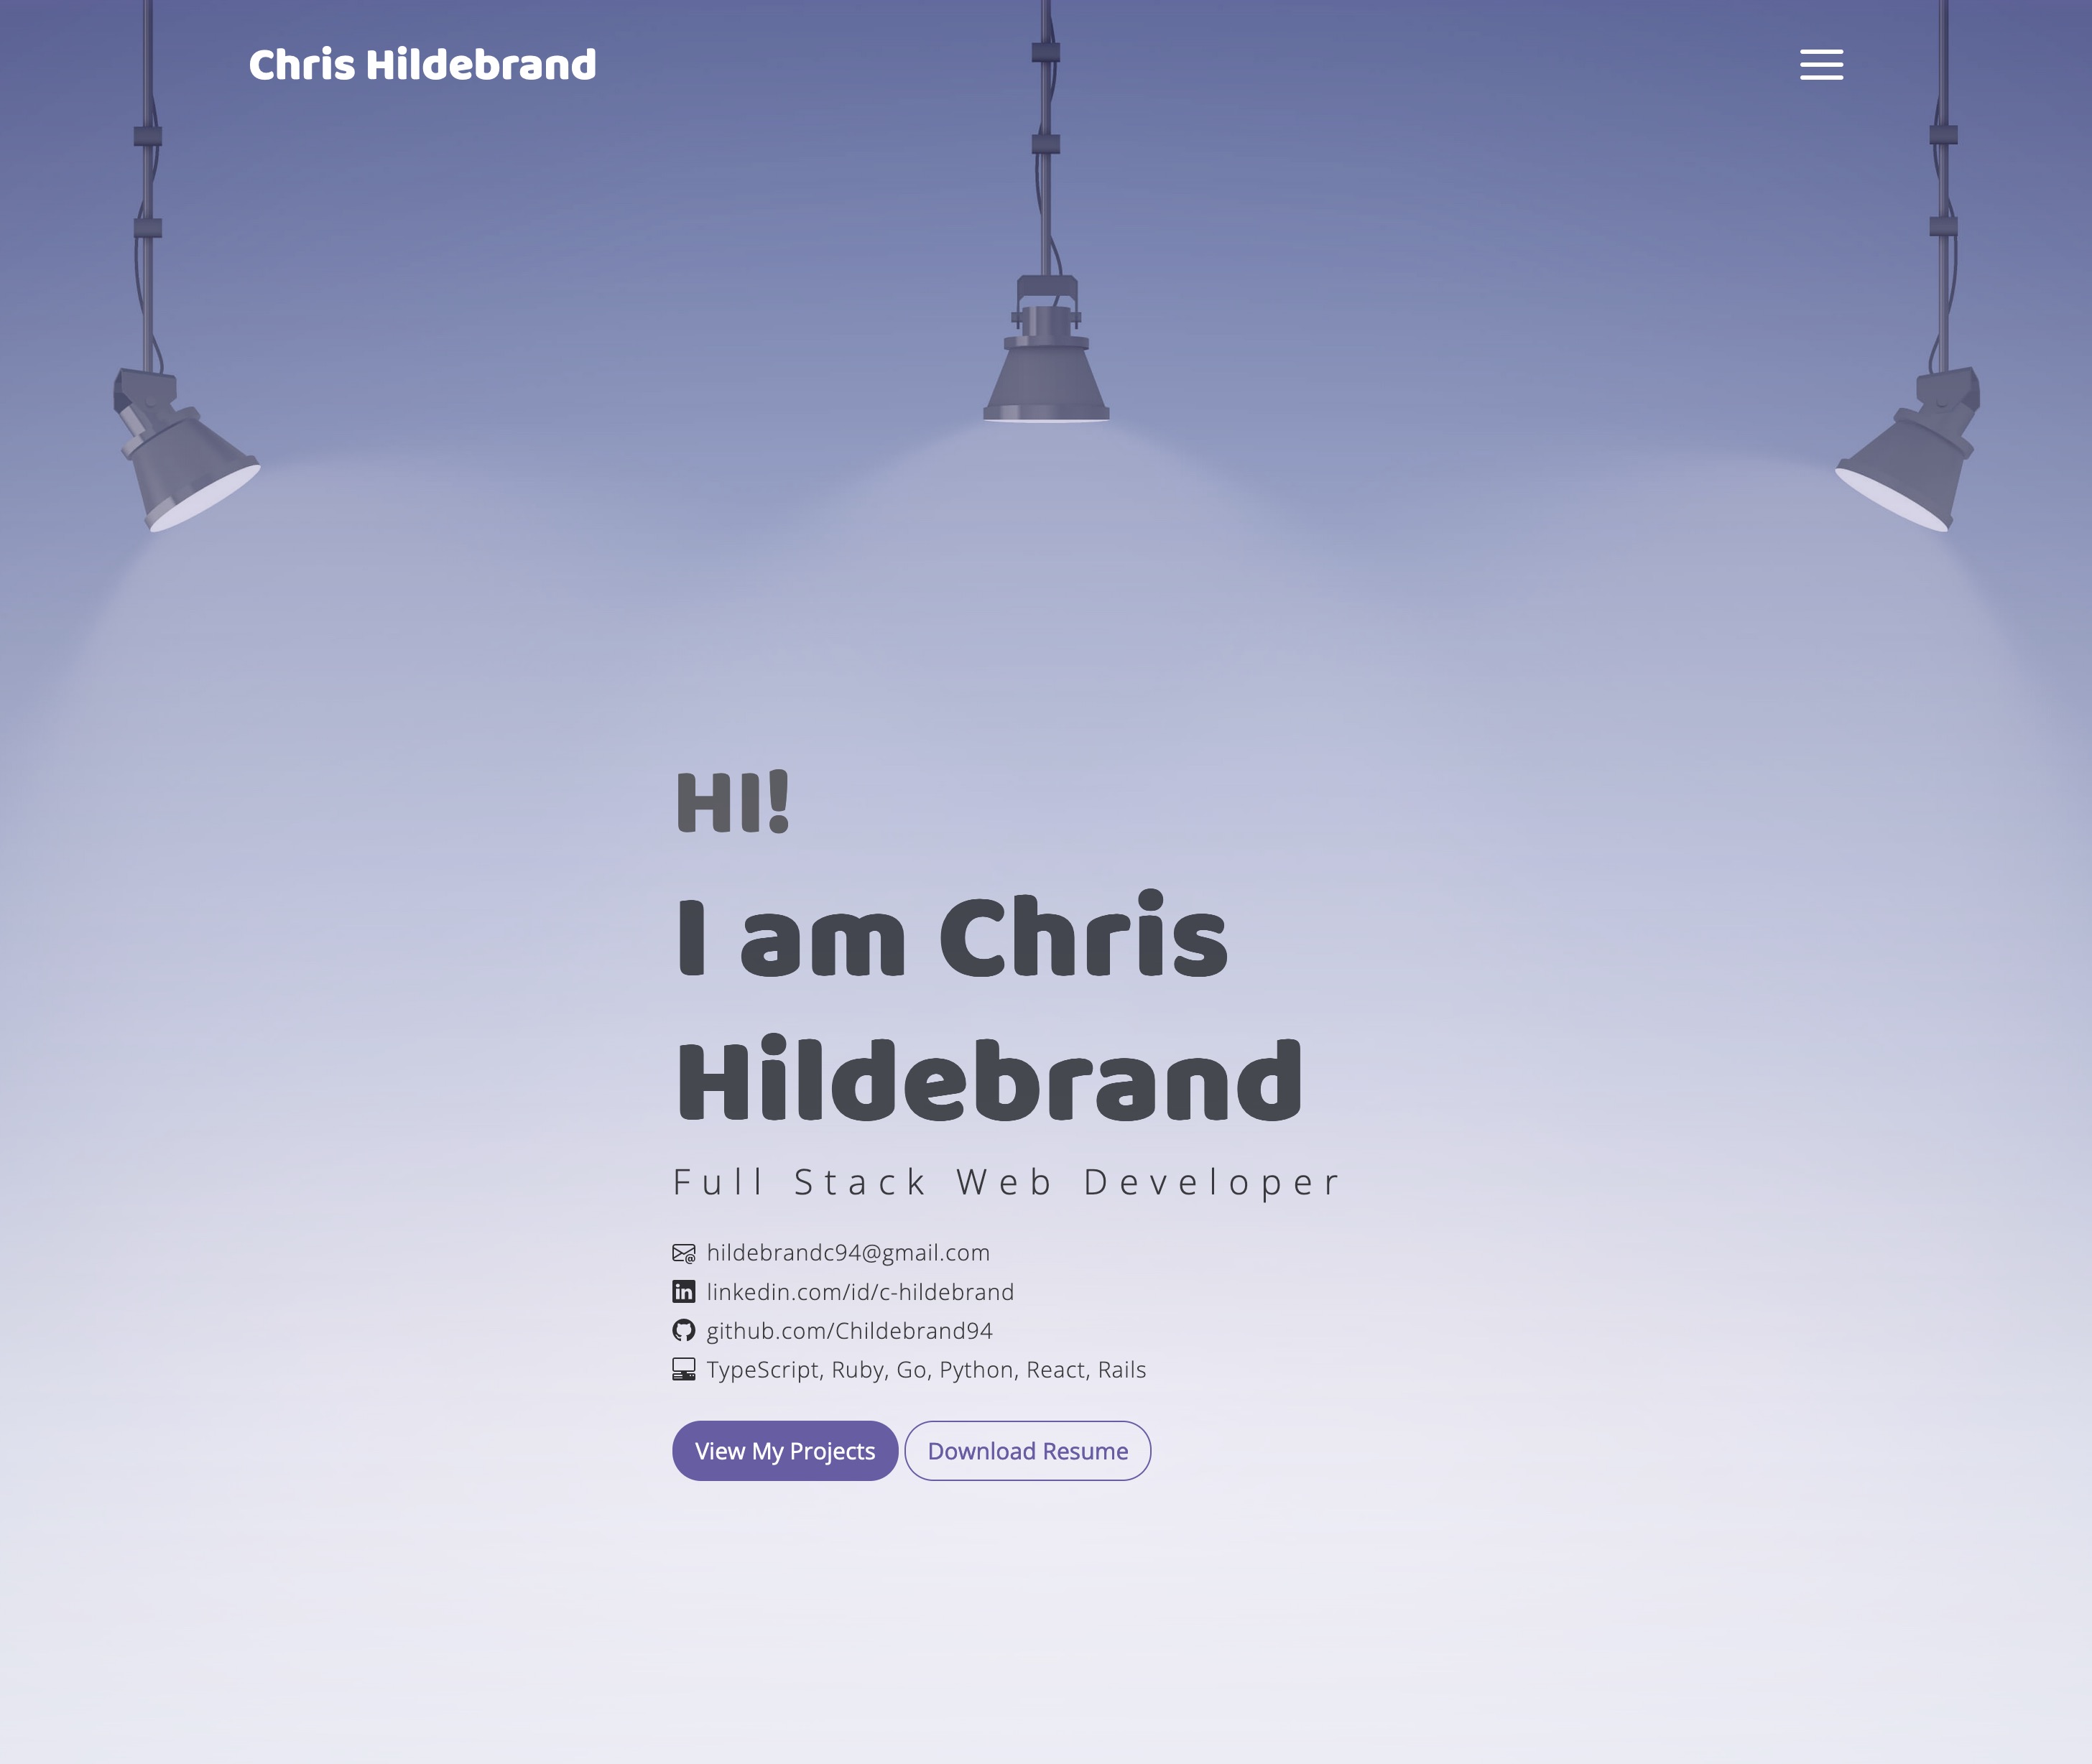 Chris Hildebrand
HI!
I am Chris
Hildebrand
Full Stack Web Developer
hildebrandc94@gmail.com
linkedin.com/id/c-hildebrand
github.com/Childebrand94
TypeScript, Ruby, Go, Python, React, Rails
View My Projects
Download Resume